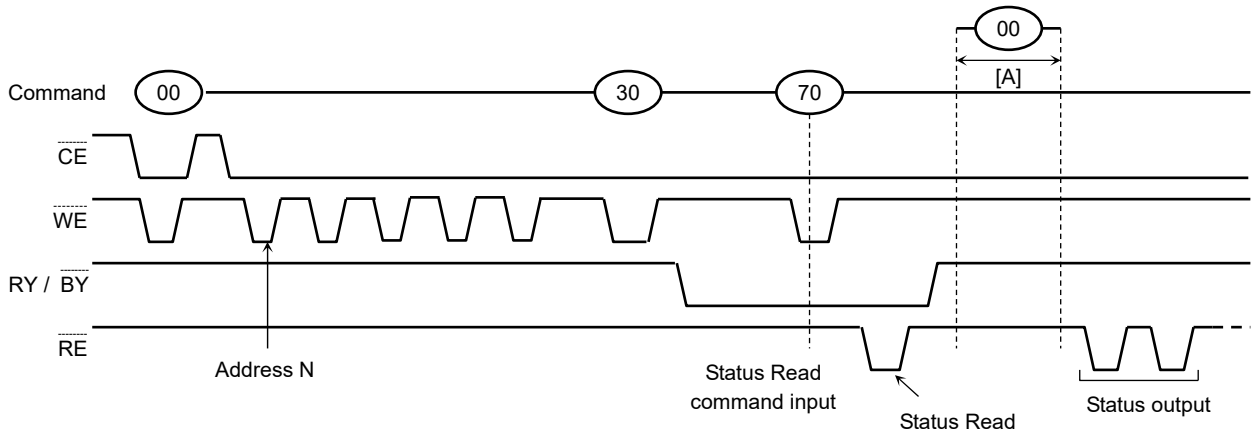 00
[A]
Command 00 30 70
CE
WE
RY / BY
RE
Address N
Status Read
command input
Status Read
Status output